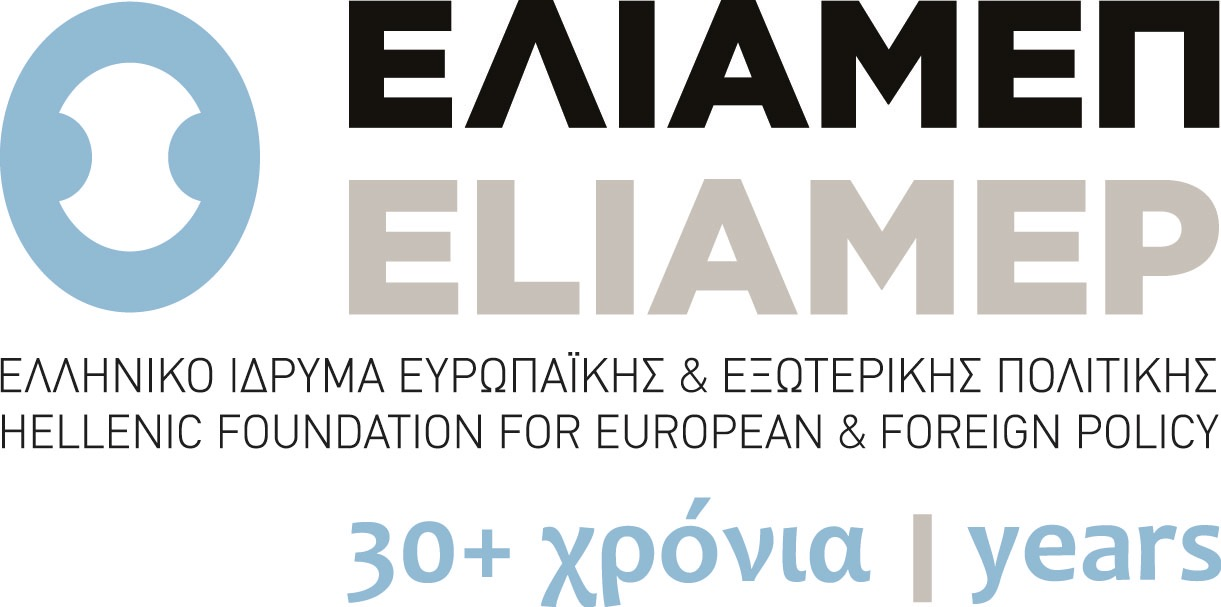 ΕΛΙΑΜΕΠ
ELIAMEP
ΕΛΛΗΝΙΚΟ ΙΔΡΥΜΑ ΕΥΡΩΠΑΪΚΗΣ & ΕΞΩΤΕΡΙΚΗΣ ΠΟΛΙΤΙΚΗΣ
HELLENIC FOUNDATION FOR EUROPEAN & FOREIGN POLICY
30+ χρόνια | years